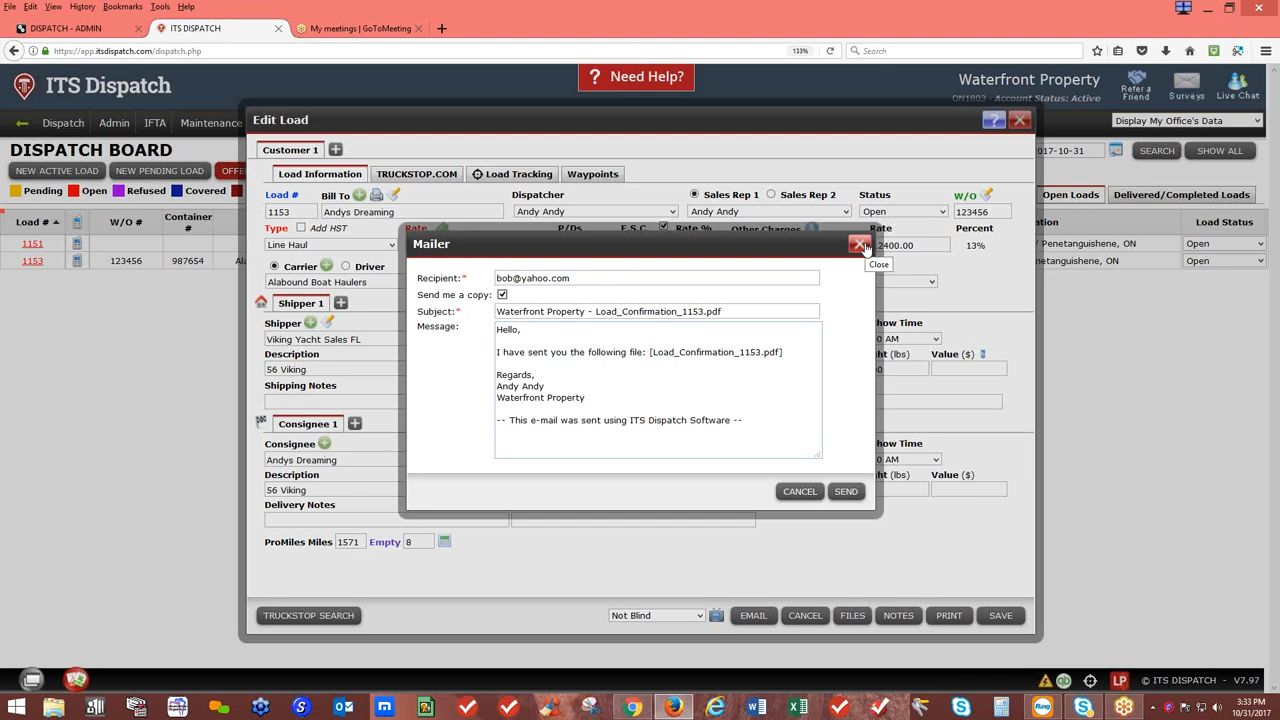 File Edit View History Bookmarks Tools Help
DISPATCH - ADMIN
ITS DISPATCH
My meetings | GoToMeeting
https://app.itsdispatch.com/dispatch.php
133%
Search
ITS Dispatch
? Need Help?
Waterfront Property
ON1802 - Account Status: Active
Refer a Friend
Surveys
Live Chat
Dispatch Admin IFTA Maintenance
Display My Office's Data
DISPATCH BOARD
2017-10-31 SEARCH SHOW ALL
NEW ACTIVE LOAD NEW PENDING LOAD
Pending Open Refused Covered
Open Loads Delivered/Completed Loads
Load # W/O # Container # Load Status
1151 / Penetanguishene, ON Open
1153 123456 987654 / Penetanguishene, ON Open
Edit Load
Customer 1
Load Information TRUCKSTOP.COM Load Tracking Waypoints
Load # Bill To Dispatcher Sales Rep 1 Sales Rep 2 Status W/O
1153 Andys Dreaming Andy Andy Andy Andy Open 123456
Type Add HST Rate P/Ds F.S.C. Rate % Other Charges Percent
Line Haul 2400.00 13%
Carrier Driver
Alabound Boat Haulers
Shipper 1
Shipper
Viking Yacht Sales FL
Description Value ($)
56 Viking
Shipping Notes
Consignee 1
Consignee
Andys Dreaming
Description Value ($)
56 Viking
Delivery Notes
ProMiles Miles 1571 Empty 8
Mailer
Close
Recipient:* bob@yahoo.com
Send me a copy:
Subject:* Waterfront Property - Load_Confirmation_1153.pdf
Message:
Hello,
I have sent you the following file: [Load_Confirmation_1153.pdf]
Regards,
Andy Andy
Waterfront Property
-- This e-mail was sent using ITS Dispatch Software --
CANCEL SEND
TRUCKSTOP SEARCH Not Blind EMAIL CANCEL FILES NOTES PRINT SAVE
LP © ITS DISPATCH - V7.97
3:33 PM
10/31/2017